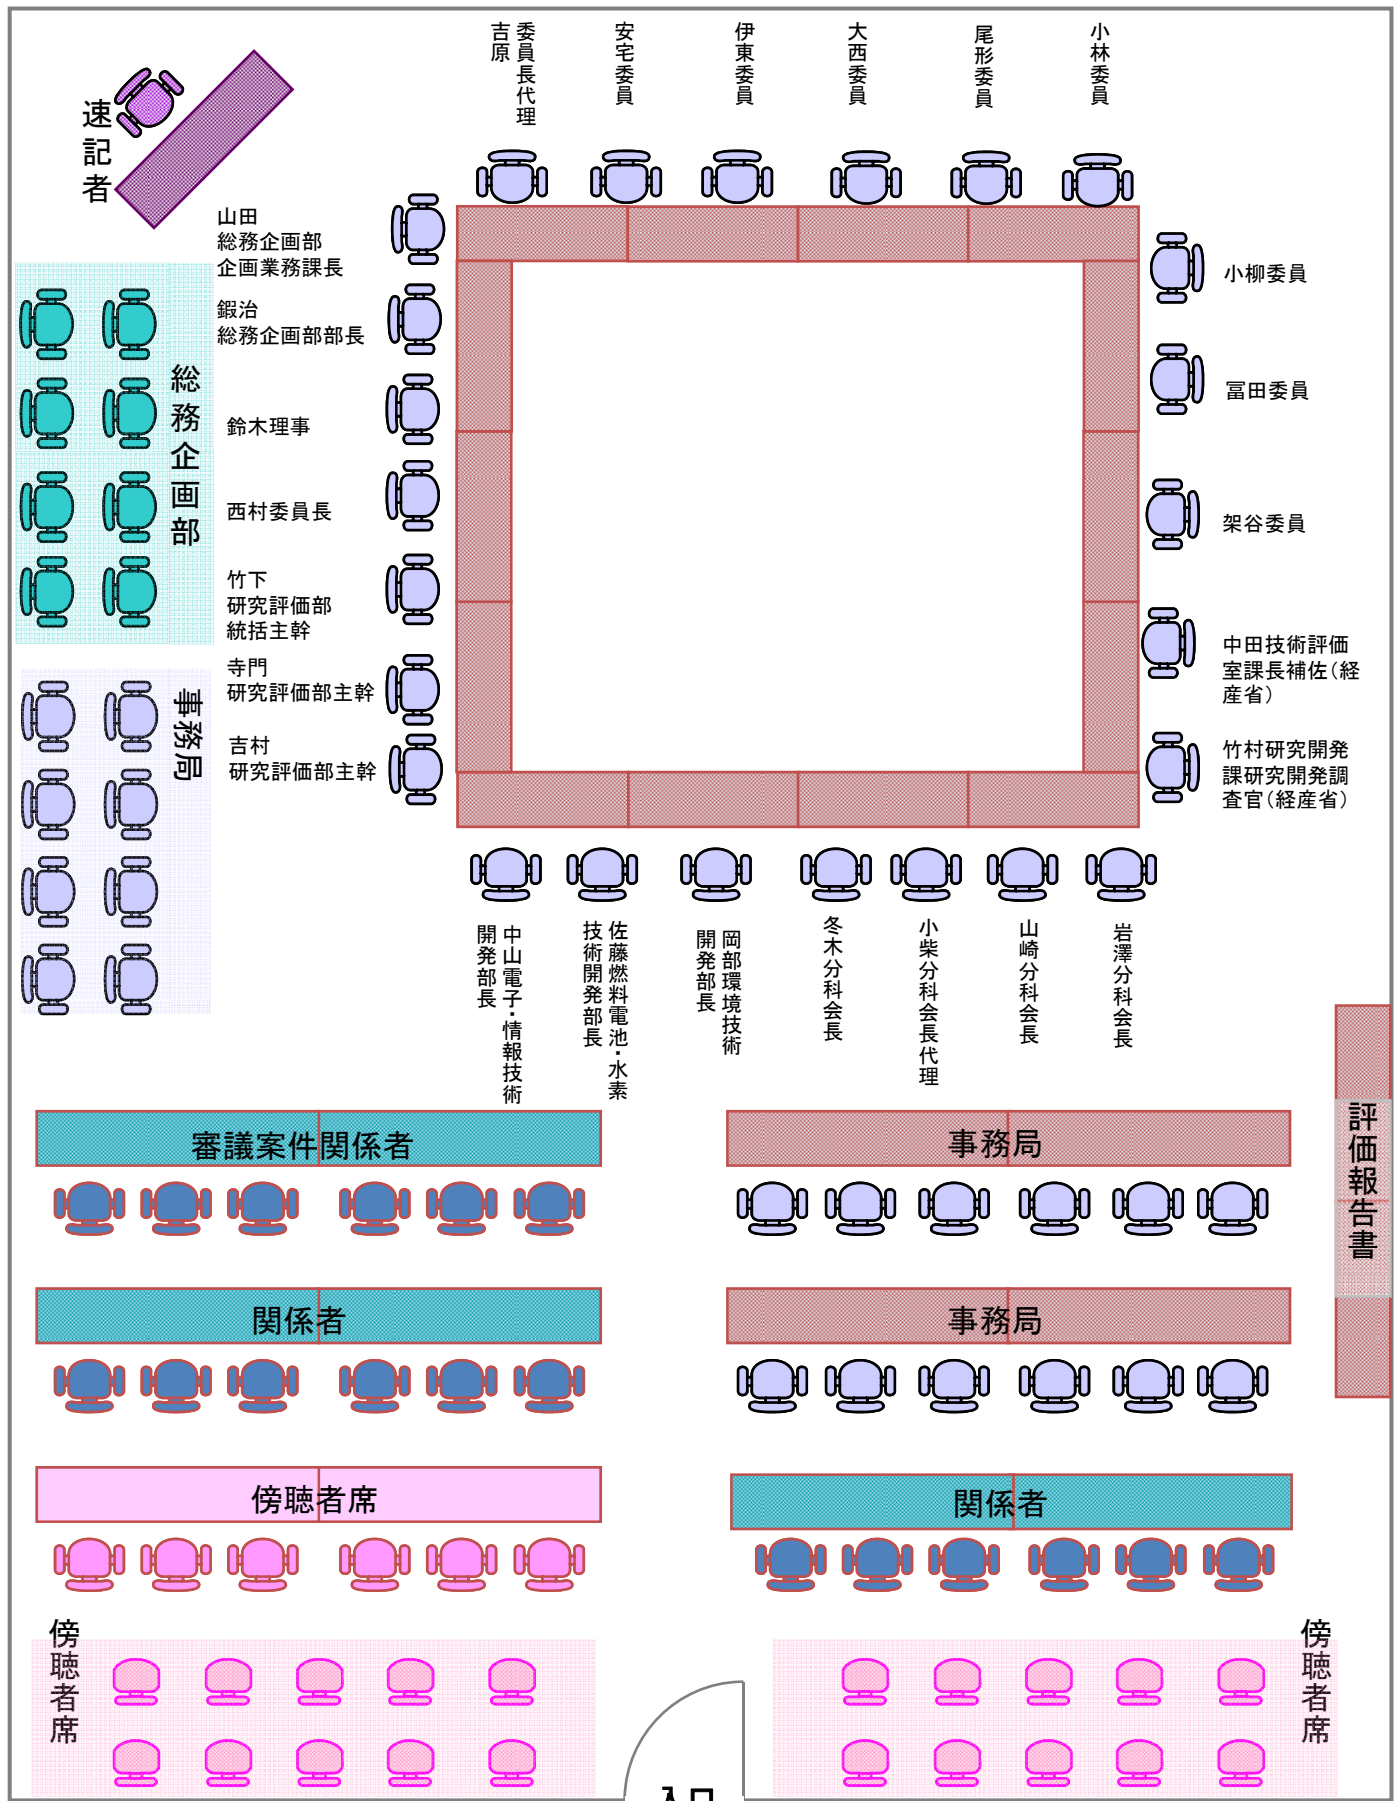 委員長代理
吉原
安宅委員
伊東委員
大西委員
尾形委員
小林委員
速記者
山田
総務企画部
企画業務課長
鍜治
総務企画部部長
鈴木理事
西村委員長
竹下
研究評価部
統括主幹
寺門
研究評価部主幹
吉村
研究評価部主幹
総務企画部
事務局
小柳委員
冨田委員
架谷委員
中田技術評価
室課長補佐（経
産省）
竹村研究開発
課研究開発調
査官（経産省）
中山電子・情報技術
開発部長
佐藤燃料電池・水素
技術開発部長
岡部環境技術
開発部長
冬木分科会長
小柴分科会長代理
山崎分科会長
岩澤分科会長
審議案件関係者
事務局
評価報告書
関係者
事務局
傍聴者席
関係者
傍聴者席
傍聴者席
入口